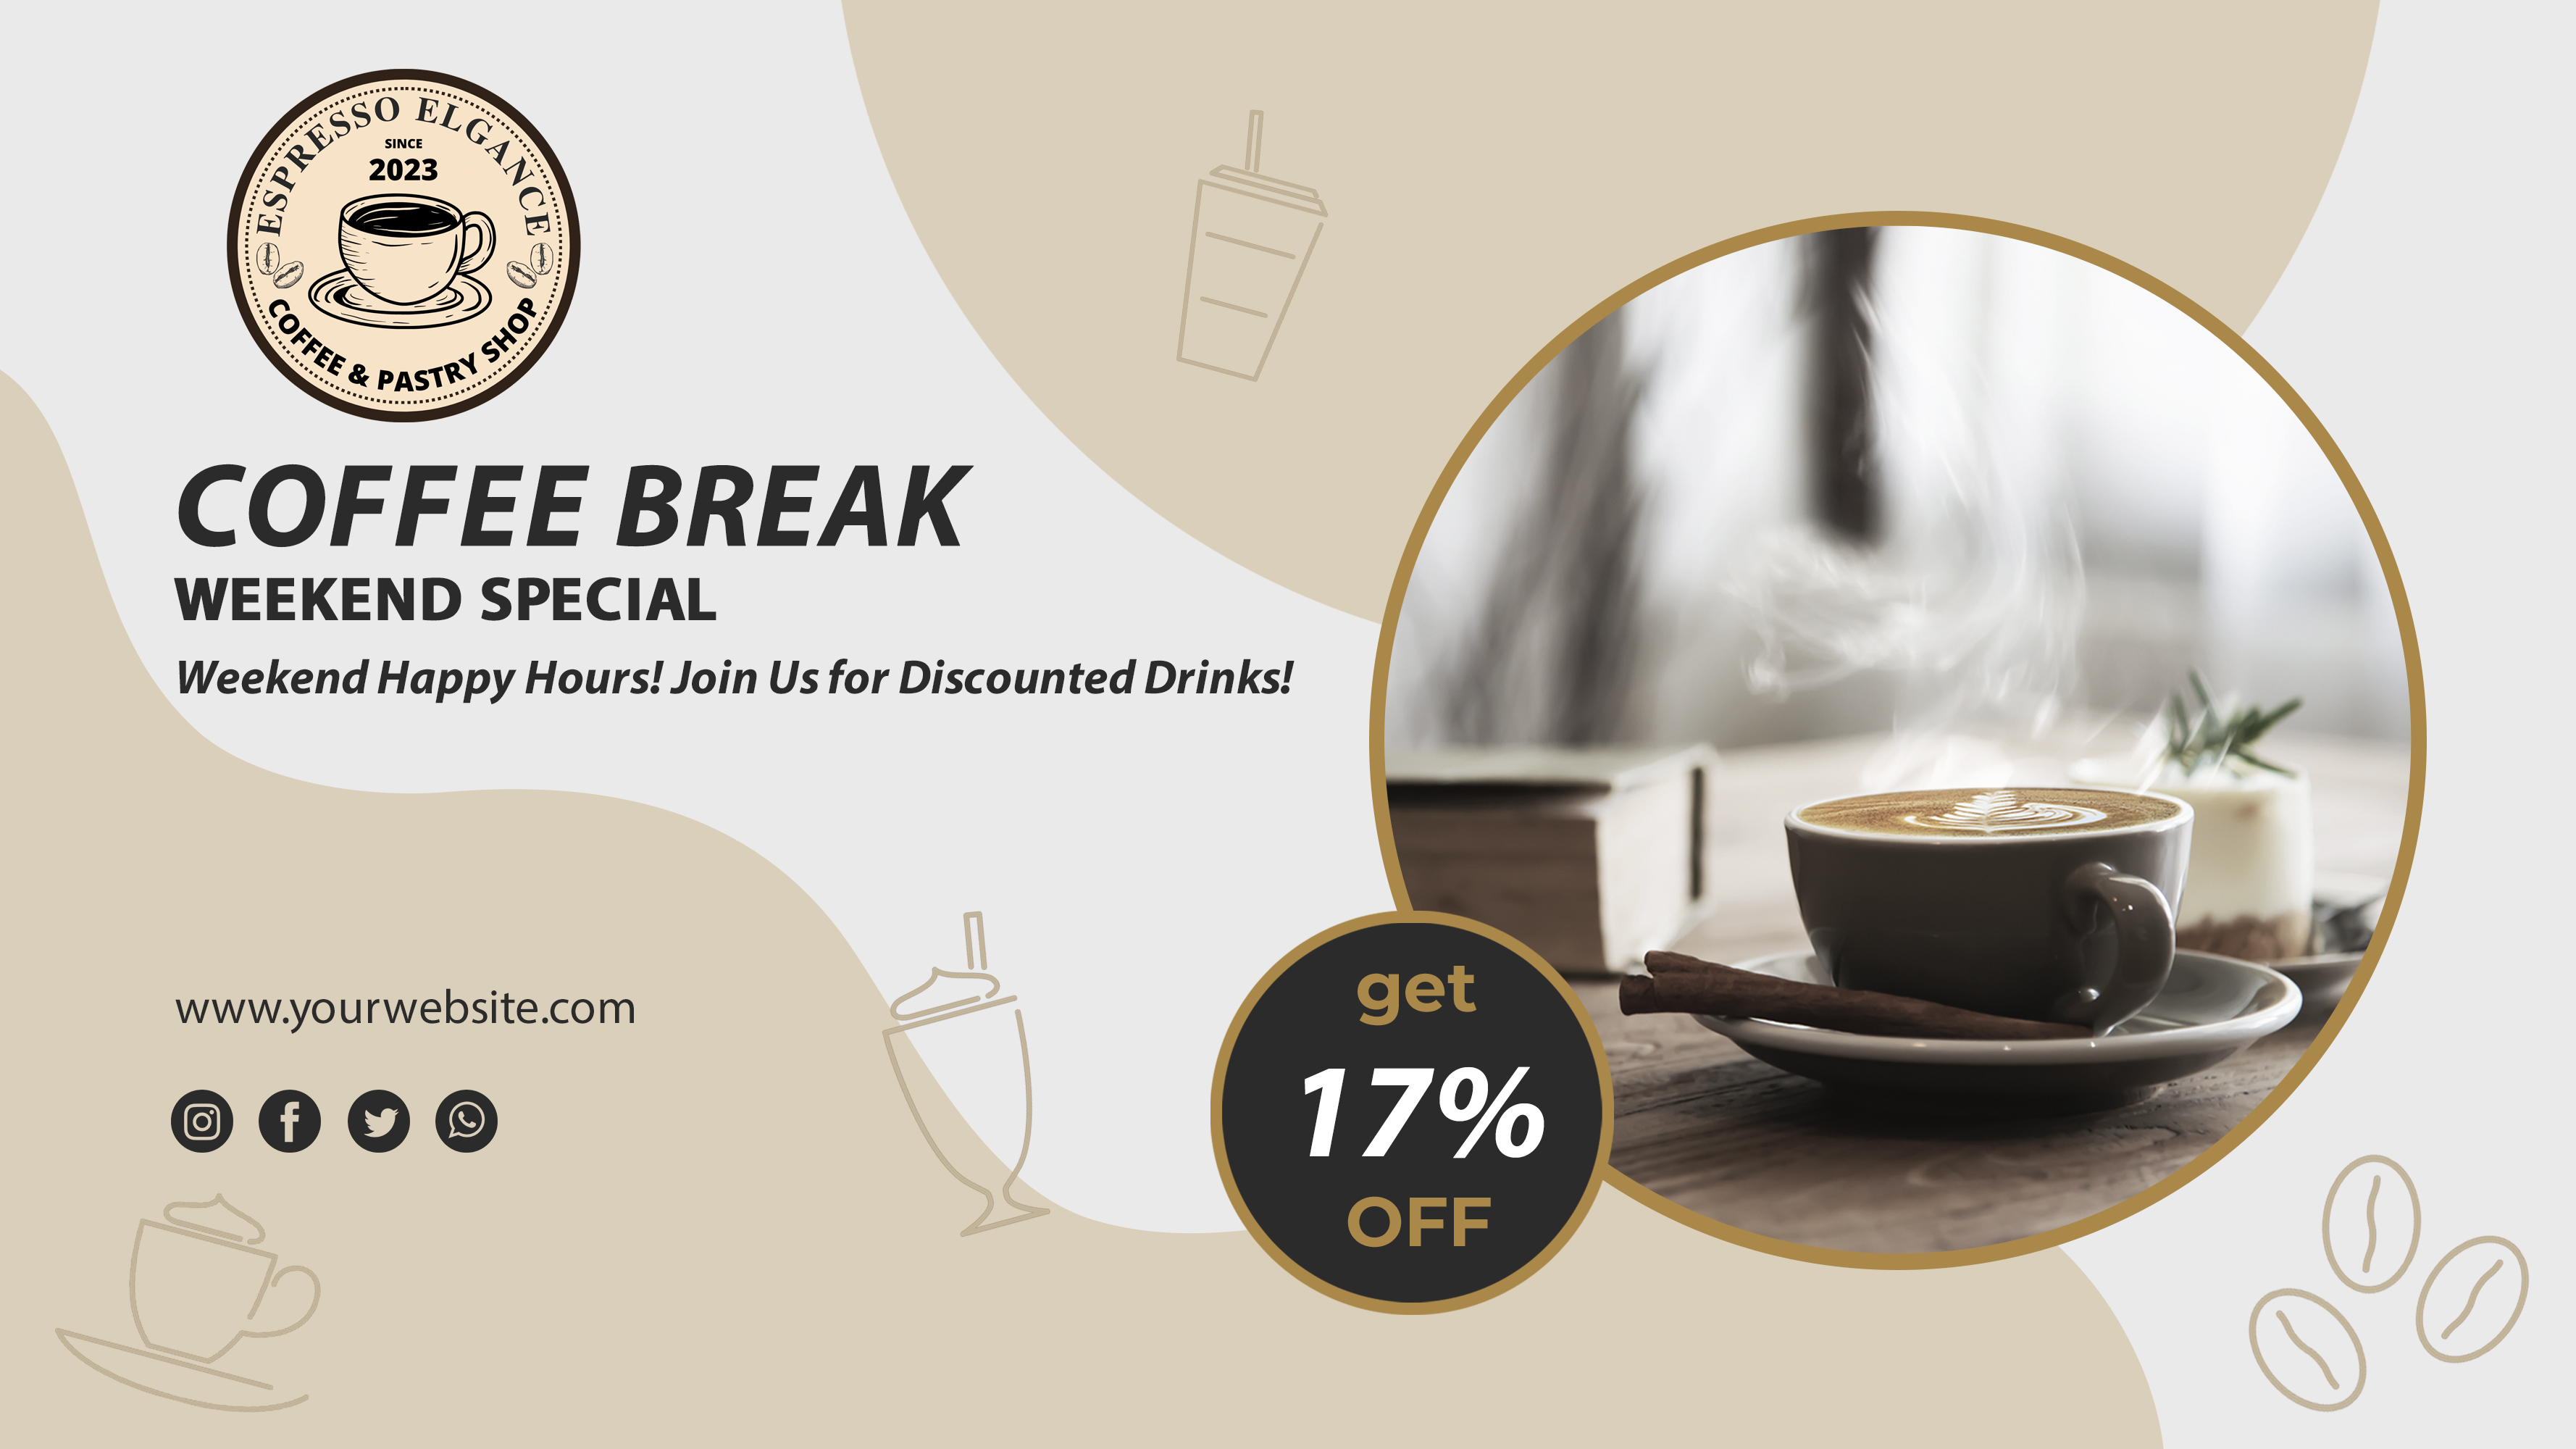 ESPRESSO ELGANCE
SINCE
2023
COFFEE & PASTRY SHOP
COFFEE BREAK
WEEKEND SPECIAL
Weekend Happy Hours! Join Us for Discounted Drinks!
www.yourwebsite.com
get
17%
OFF